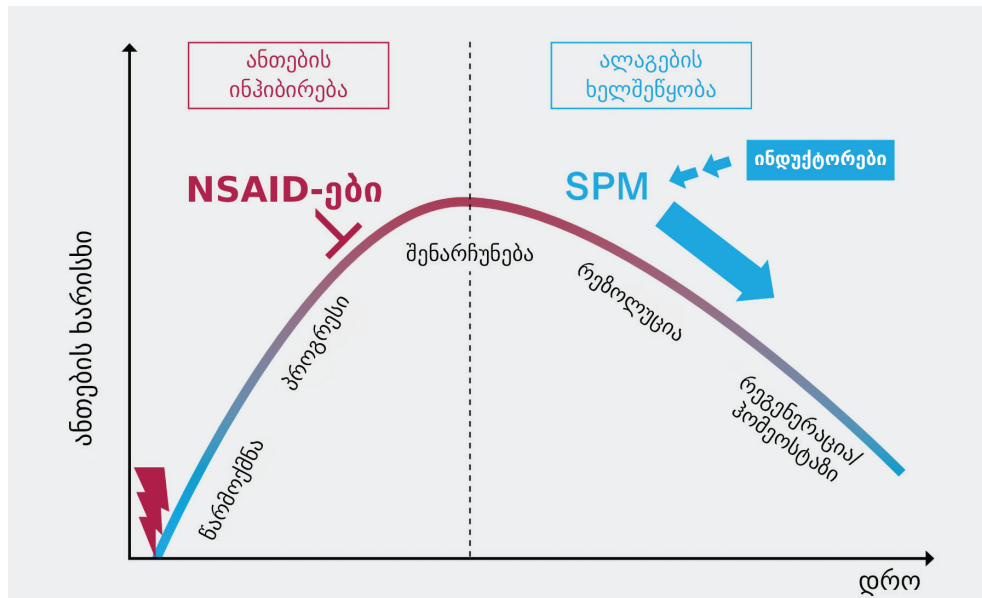 ანთების
ინჰიბირება
ალაგების
ხელშეწყობა
ინდუქტორები
NSAID-ები
SPM
შენარჩუნება
რეზოლუცია
პროგრესი
წარმოქმნა
რეგენერაცია/
ჰომეოსტაზი
ანთების ხარისხი
დრო